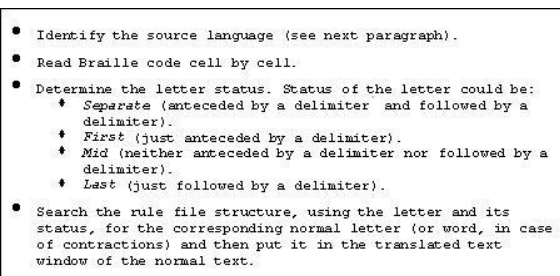 • Identify the source language (see next paragraph).
• Read Braille code cell by cell.
• Determine the letter status. Status of the letter could be:
♦ Separate (anteceded by a delimiter and followed by a
delimiter).
♦ First (just anteceded by a delimiter).
♦ Mid (neither anteceded by a delimiter nor followed by a
delimiter).
♦ Last (just followed by a delimiter).
• Search the rule file structure, using the letter and its
status, for the corresponding normal letter (or word, in case
of contractions) and then put it in the translated text
window of the normal text.